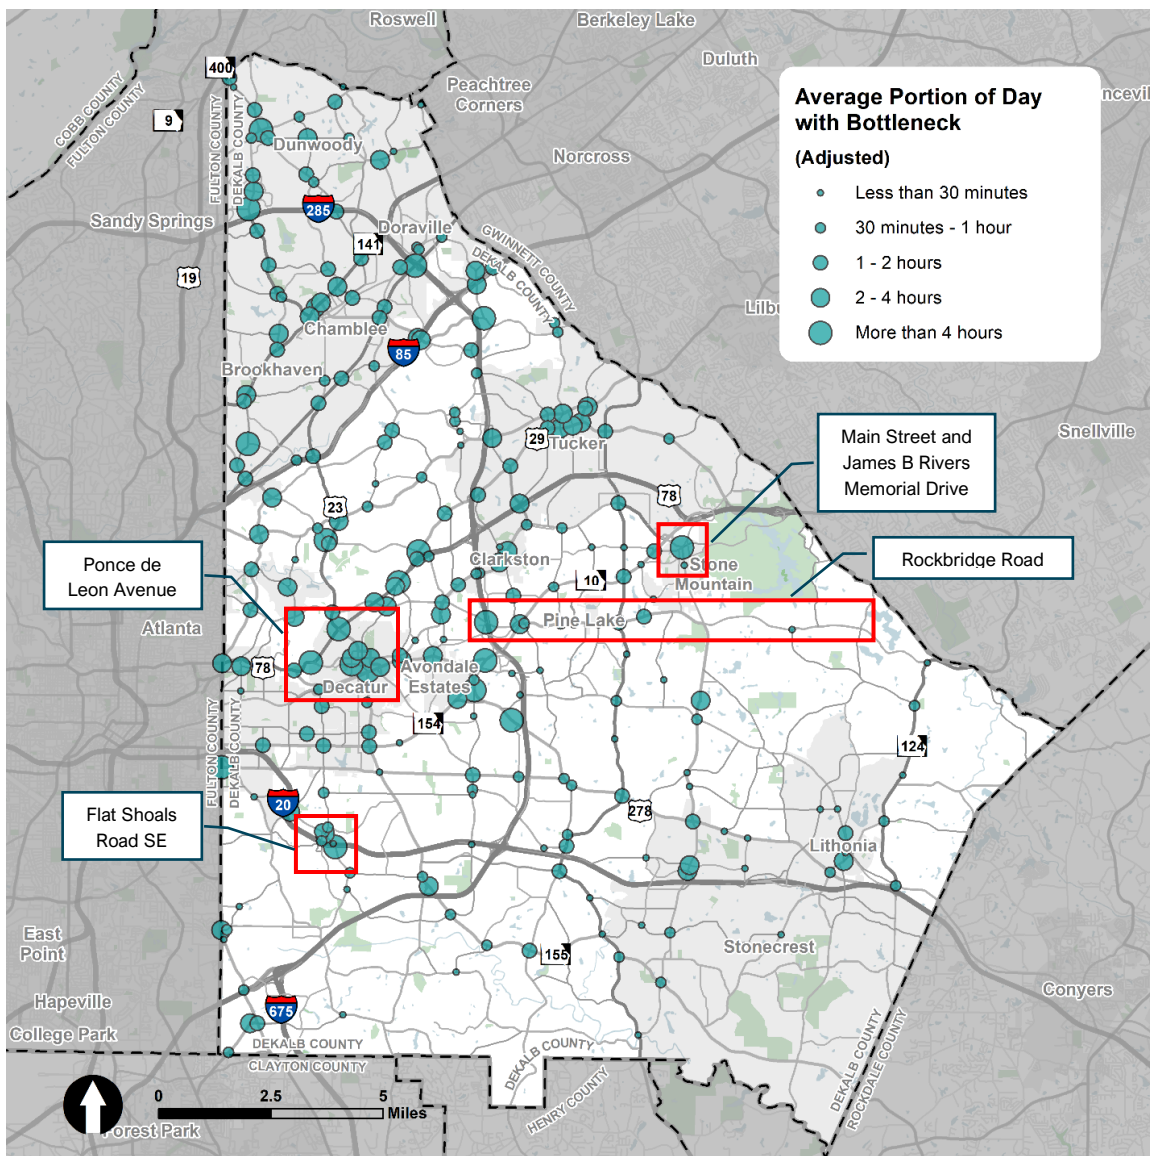 Roswell
Berkeley Lake
Duluth
Peachtree
Corners
Norcross
400
9
COBB COUNTY
FULTON COUNTY
FULTON COUNTY
DEKALB COUNTY
Dunwoody
Sandy Springs
285
Doraville
141
GWINNETT COUNTY
DEKALB COUNTY
19
Average Portion of Day
with Bottleneck
(Adjusted)
Less than 30 minutes
30 minutes - 1 hour
1 - 2 hours
2 - 4 hours
More than 4 hours
Chamblee
85
Brookhaven
29
Tucker
Snellville
Main Street and
James B Rivers
Memorial Drive
78
23
Rockbridge Road
Ponce de
Leon Avenue
Clarkston
10
Stone
Mountain
Atlanta
Pine Lake
78
Decatur
Avondale
Estates
154
FULTON COUNTY
DEKALB COUNTY
124
20
278
Flat Shoals
Road SE
Lithonia
East
Point
155
Stonecrest
Hapeville
675
Conyers
College Park
DEKALB COUNTY
CLAYTON COUNTY
DEKALB COUNTY
HENRY COUNTY
DEKALB COUNTY
ROCKDALE COUNTY
0
2.5
5
Miles
Forest Park